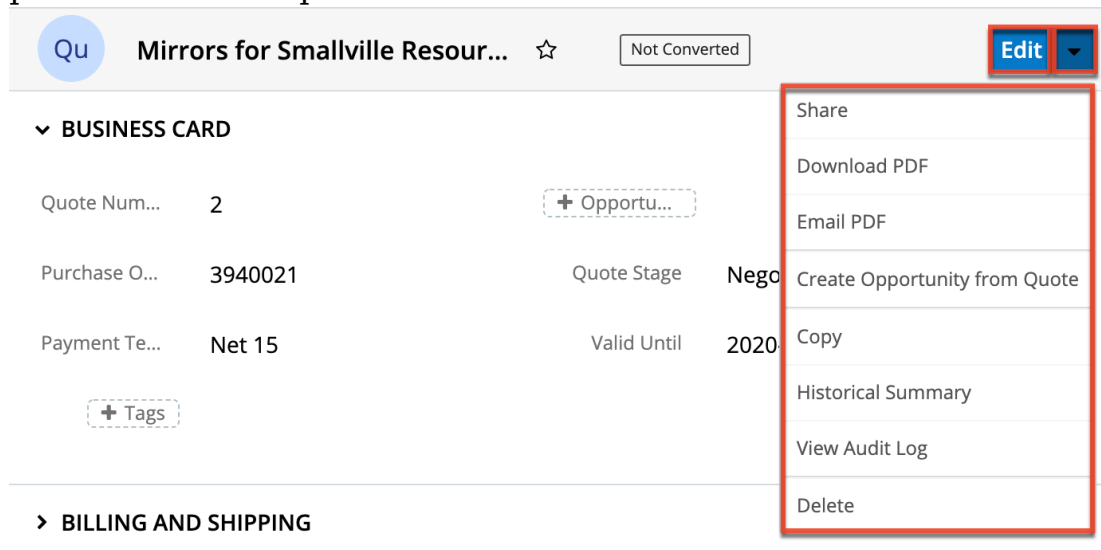 Qu Mirrors for Smallville Resour... Not Converted Edit
Share
BUSINESS CARD
Download PDF
Quote Num... 2 + Opportu...
Email PDF
Purchase O... 3940021 Quote Stage Nego
Create Opportunity from Quote
Payment Te... Net 15 Valid Until 2020
Copy
Historical Summary
+ Tags
View Audit Log
Delete
BILLING AND SHIPPING